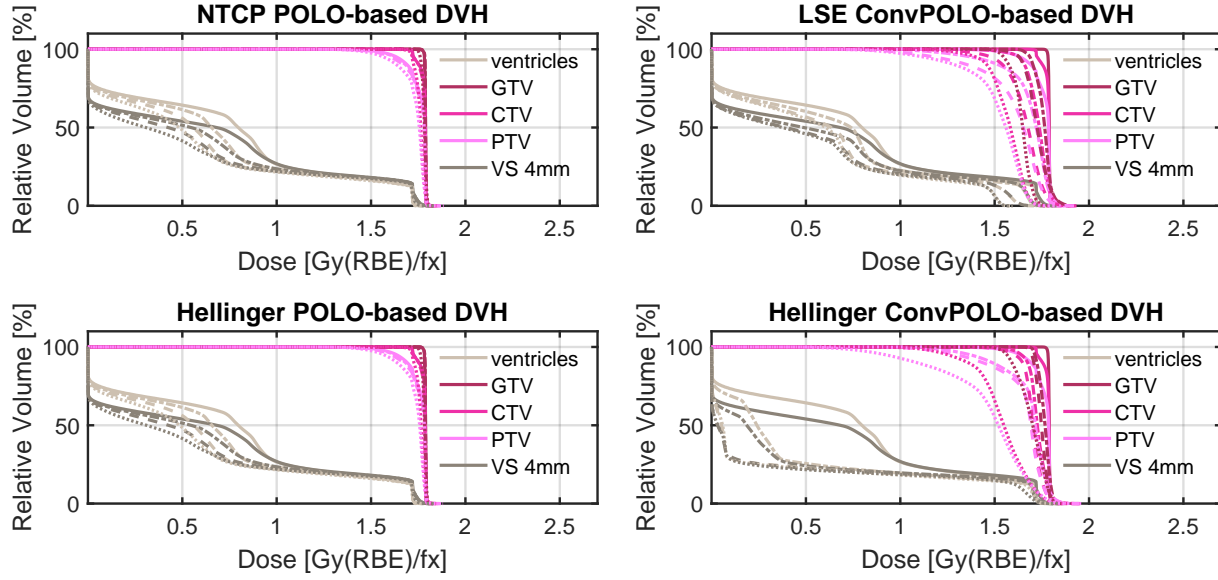 NTCP POLO-based DVH
Relative Volume [%]
100
50
0
ventricles
GTV
CTV
PTV
VS 4mm
0.5 1 1.5 2 2.5
Dose [Gy(RBE)/fx]
LSE ConvPOLO-based DVH
Relative Volume [%]
100
50
0
ventricles
GTV
CTV
PTV
VS 4mm
0.5 1 1.5 2 2.5
Dose [Gy(RBE)/fx]
Hellinger POLO-based DVH
Relative Volume [%]
100
50
0
ventricles
GTV
CTV
PTV
VS 4mm
0.5 1 1.5 2 2.5
Dose [Gy(RBE)/fx]
Hellinger ConvPOLO-based DVH
Relative Volume [%]
100
50
0
ventricles
GTV
CTV
PTV
VS 4mm
0.5 1 1.5 2 2.5
Dose [Gy(RBE)/fx]